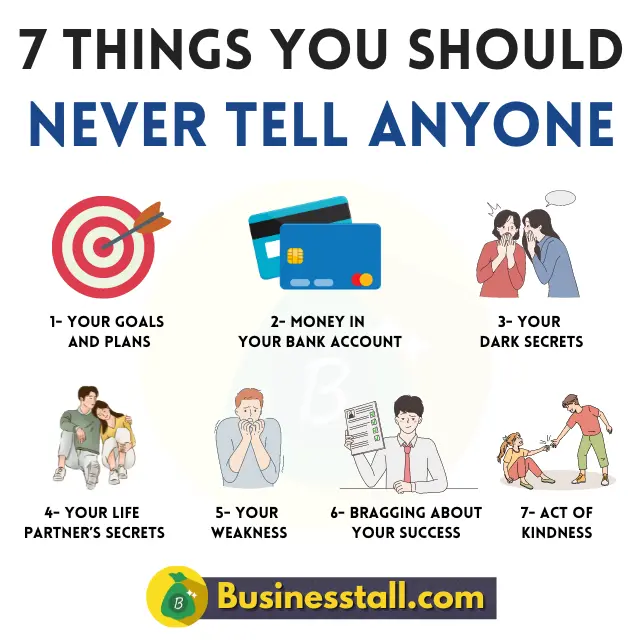 7 THINGS YOU SHOULD
NEVER TELL ANYONE
1- YOUR GOALS
AND PLANS
2- MONEY IN
YOUR BANK ACCOUNT
3- YOUR
DARK SECRETS
4- YOUR LIFE
PARTNER'S SECRETS
5- YOUR
WEAKNESS
6- BRAGGING ABOUT
YOUR SUCCESS
7- ACT OF
KINDNESS
B
B
Businesstall.com